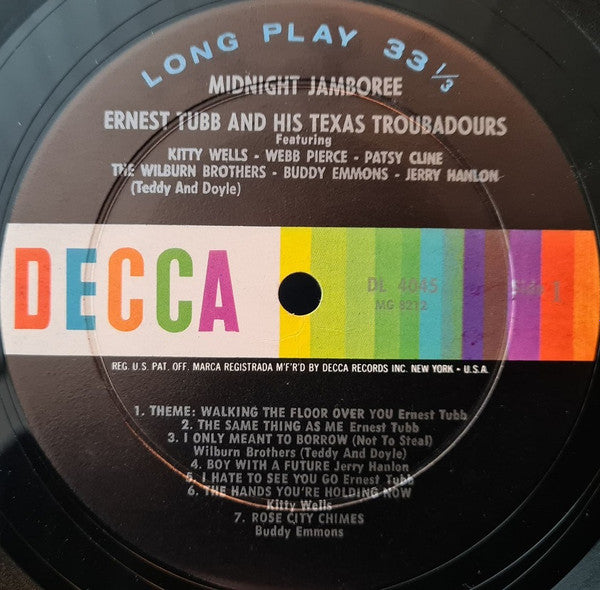 LONG PLAY 33 1/3
MIDNIGHT JAMBOREE
ERNEST TUBB AND HIS TEXAS TROUBADOURS
Featuring
KITTY WELLS - WEBB PIERCE - PATSY CLINE
THE WILBURN BROTHERS - BUDDY EMMONS - JERRY HANLON
(Teddy And Doyle)
DECCA
DL 4045
MG 8212
Side 1
REG. U.S. PAT. OFF. MARCA REGISTRADA M'F'R'D BY DECCA RECORDS INC. NEW YORK • U.S.A.
1. THEME: WALKING THE FLOOR OVER YOU Ernest Tubb
2. THE SAME THING AS ME Ernest Tubb
3. I ONLY MEANT TO BORROW (Not To Steal)
Wilburn Brothers (Teddy And Doyle)
4. BOY WITH A FUTURE Jerry Hanlon
5. I HATE TO SEE YOU GO Ernest Tubb
6. THE HANDS YOU'RE HOLDING NOW
Kitty Wells
7. ROSE CITY CHIMES
Buddy Emmons